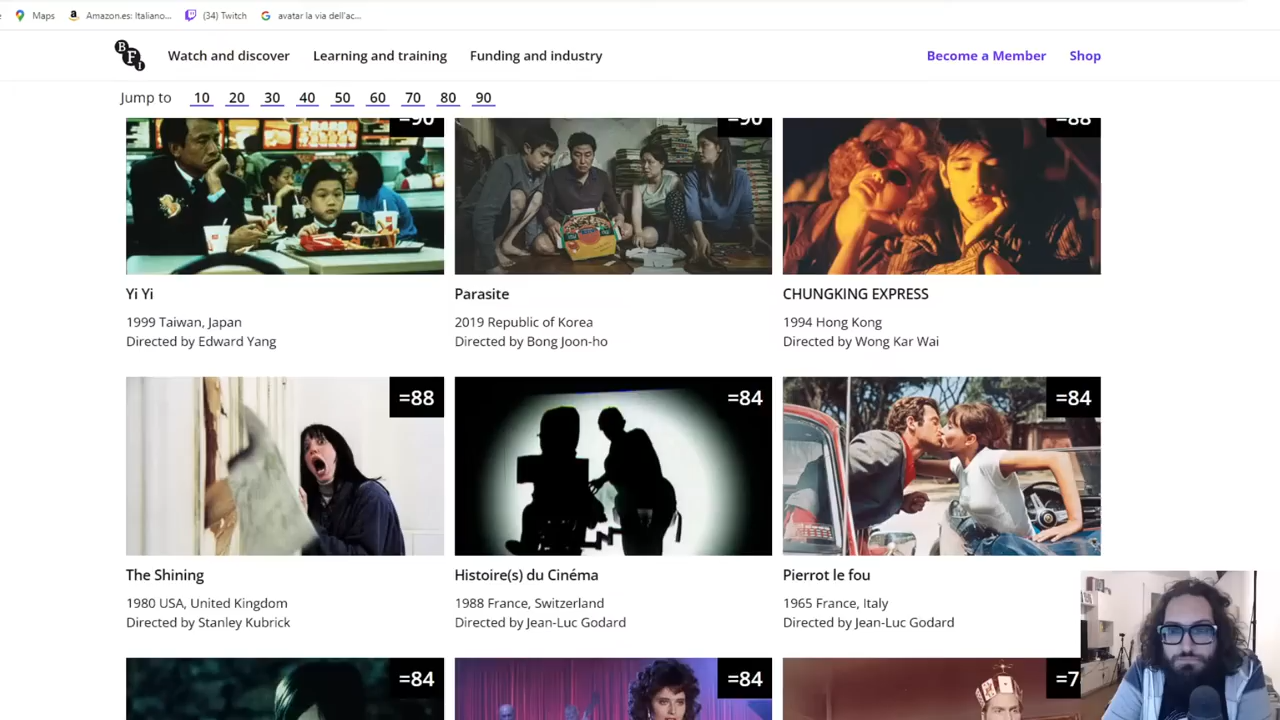 Maps
Amazon.es: Italiano...
(34) Twitch
avatar la via dell'ac...
BFI
Watch and discover
Learning and training
Funding and industry
Become a Member
Shop
Jump to 10 20 30 40 50 60 70 80 90
=90
=90
=88
Yi Yi
1999 Taiwan, Japan
Directed by Edward Yang
Parasite
2019 Republic of Korea
Directed by Bong Joon-ho
CHUNGKING EXPRESS
1994 Hong Kong
Directed by Wong Kar Wai
=88
=84
=84
The Shining
1980 USA, United Kingdom
Directed by Stanley Kubrick
Histoire(s) du Cinéma
1988 France, Switzerland
Directed by Jean-Luc Godard
Pierrot le fou
1965 France, Italy
Directed by Jean-Luc Godard
=84
=84
=7